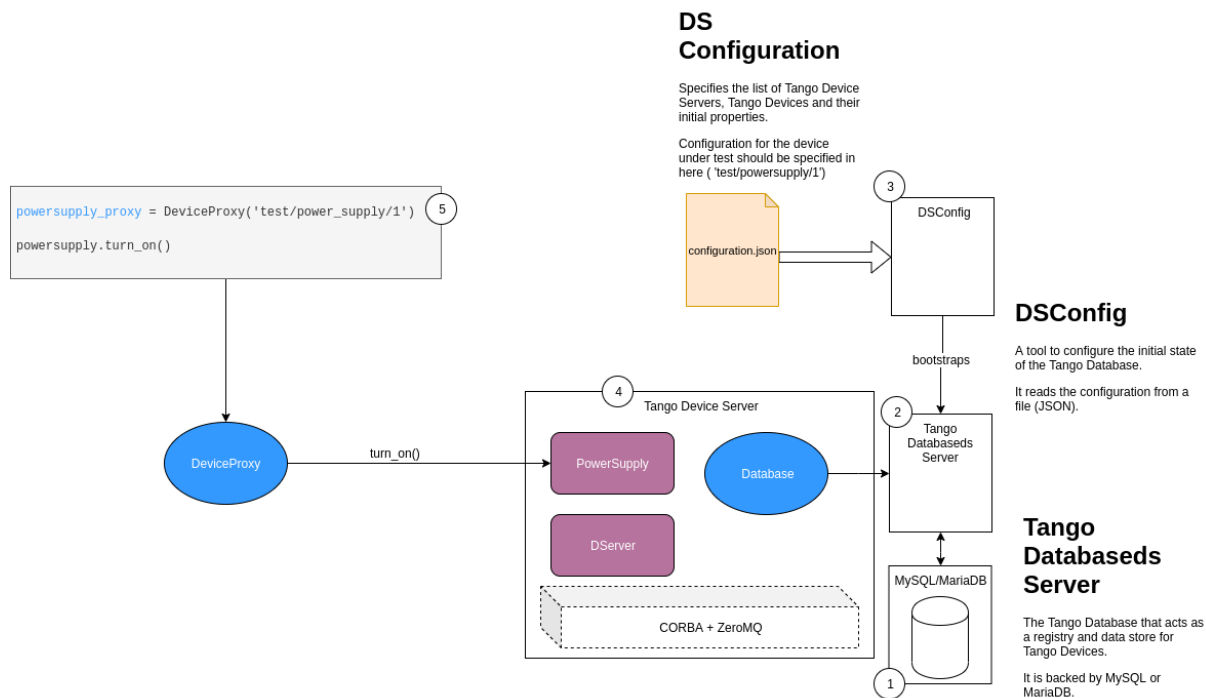 DS
Configuration
Specifies the list of Tango Device
Servers, Tango Devices and their
initial properties.
Configuration for the device
under test should be specified in
here ( 'test/powersupply/1')
3
DSConfig
configuration.json
5
powersupply_proxy = DeviceProxy('test/power_supply/1')
powersupply.turn_on()
DSConfig
A tool to configure the initial state
of the Tango Database.
It reads the configuration from a
file (JSON).
bootstraps
4
Tango Device Server
2
Tango
Databaseds
Server
DeviceProxy
turn_on()
PowerSupply
Database
DServer
CORBA + ZeroMQ
MySQL/MariaDB
1
Tango
Databaseds
Server
The Tango Database that acts as
a registry and data store for
Tango Devices.
It is backed by MySQL or
MariaDB.